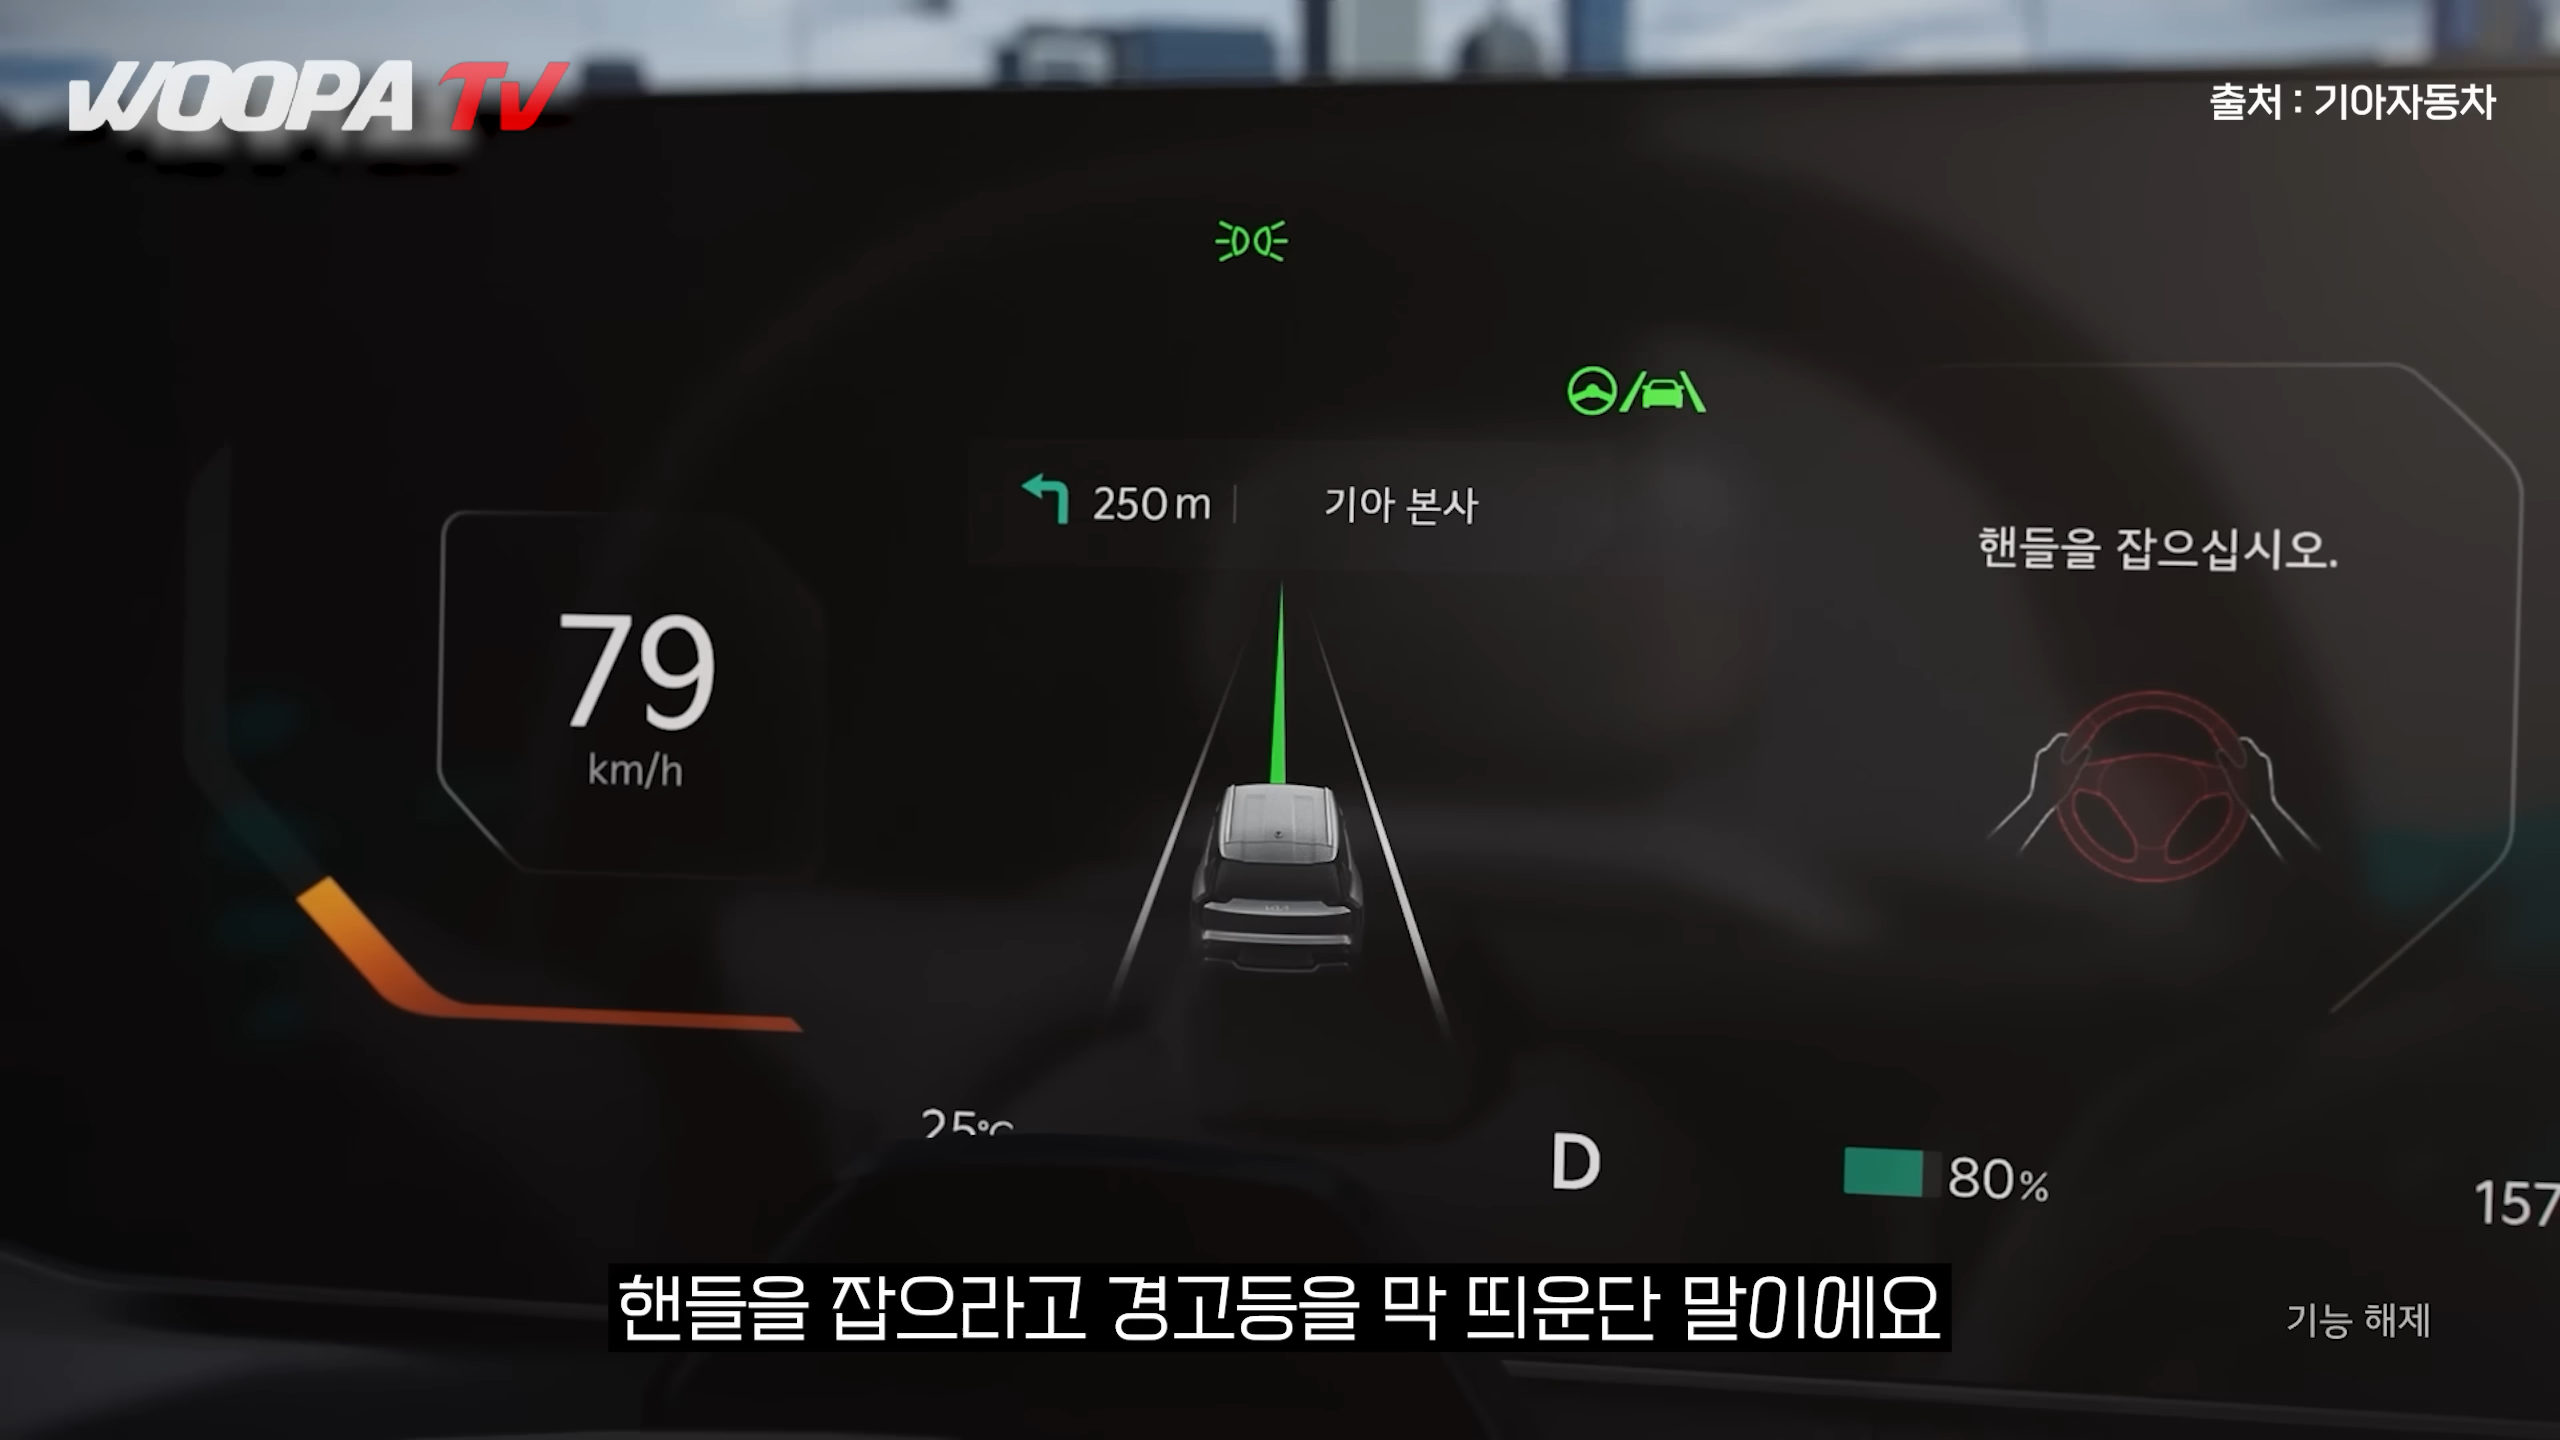 WOOPA TV
출처 : 기아자동차
250 m 기아 본사
핸들을 잡으십시오.
79
km/h
25°C
D
80%
157
핸들을 잡으라고 경고등을 막 띄운단 말이에요
기능 해제